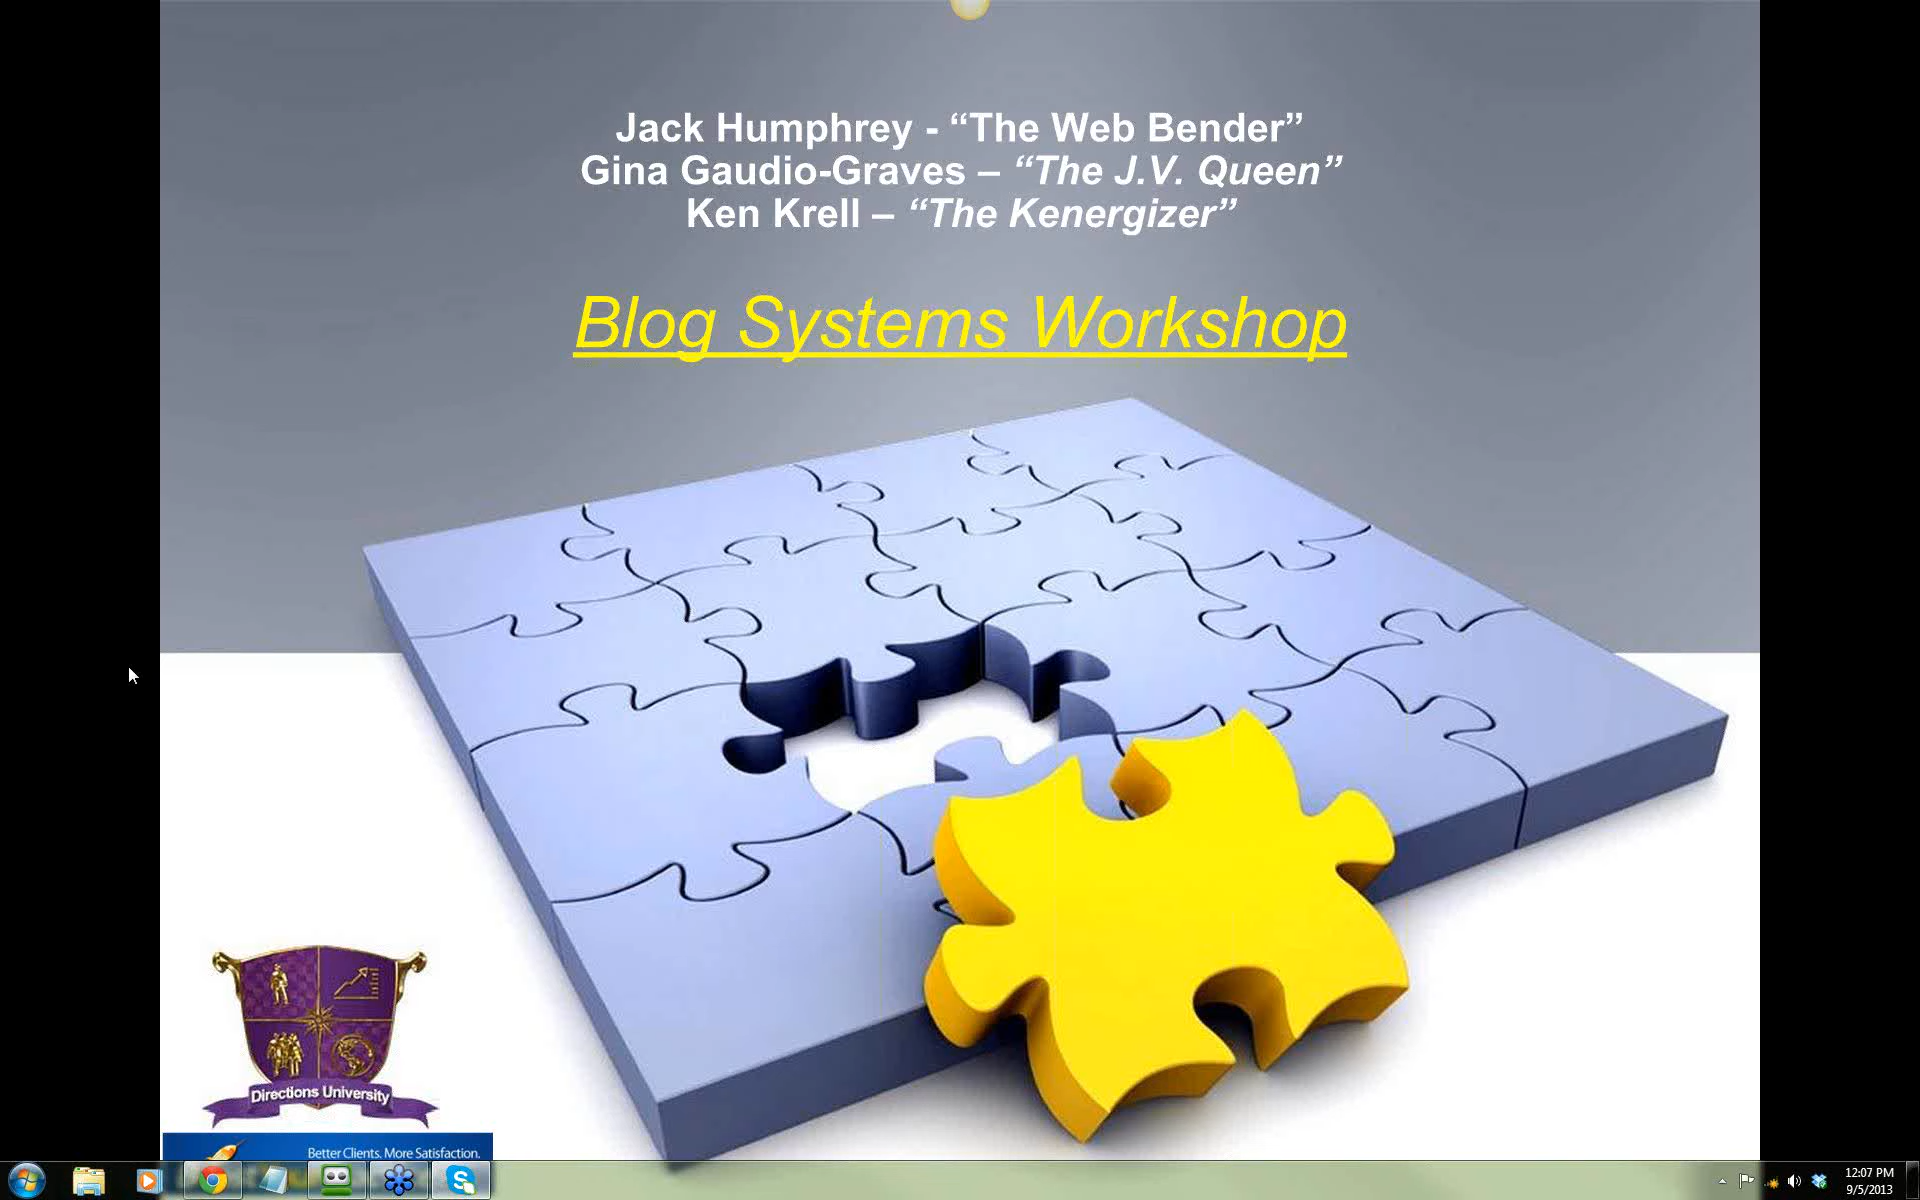 Jack Humphrey - “The Web Bender”
Gina Gaudio-Graves – “The J.V. Queen”
Ken Krell – “The Kenergizer”
Blog Systems Workshop
Directions University
Better Clients. More Satisfaction.
12:07 PM
9/5/2013